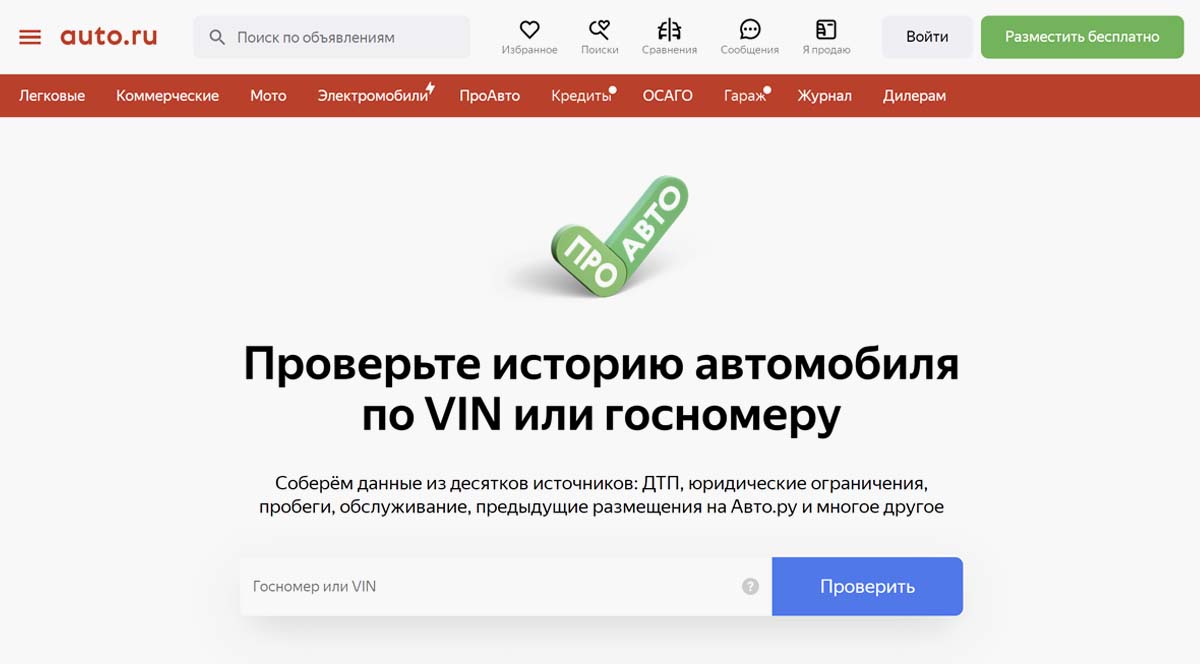 auto.ru
Поиск по объявлениям
Избранное
Поиски
Сравнения
Сообщения
Я продаю
Войти
Разместить бесплатно
Легковые
Коммерческие
Мото
Электромобили
ПроАвто
Кредиты
ОСАГО
Гараж
Журнал
Дилерам
ПРО
АВТО
Проверьте историю автомобиля
по VIN или госномеру
Соберём данные из десятков источников: ДТП, юридические ограничения,
пробеги, обслуживание, предыдущие размещения на Авто.ру и многое другое
Госномер или VIN
?
Проверить